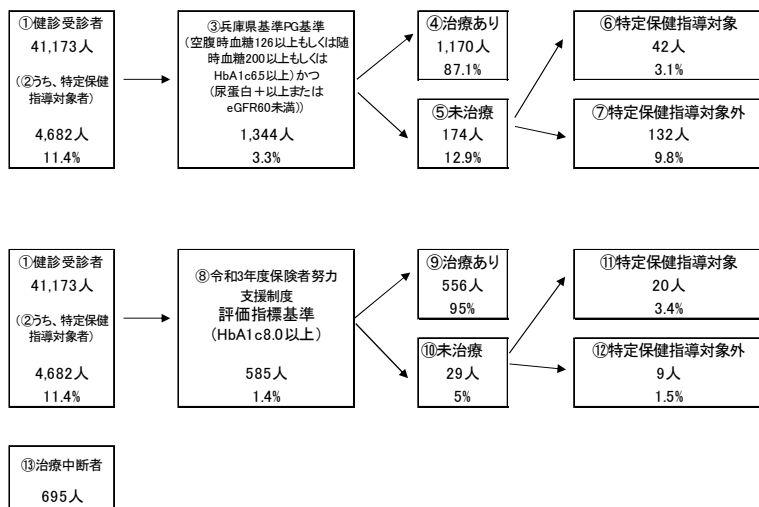 ①健診受診者
41,173人
(②うち、特定保健
指導対象者)
4,682人
11.4%
③兵庫県基準PG基準
(空腹時血糖126以上もしくは随
時血糖200以上もしくは
HbA1c6.5以上)かつ
(尿蛋白+以上または
eGFR60未満))
1,344人
3.3%
④治療あり
1,170人
87.1%
⑤未治療
174人
12.9%
⑥特定保健指導対象
42人
3.1%
⑦特定保健指導対象外
132人
9.8%
①健診受診者
41,173人
(②うち、特定保健
指導対象者)
4,682人
11.4%
⑧令和3年度保険者努力
支援制度
評価指標基準
(HbA1c8.0以上)
585人
1.4%
⑨治療あり
556人
95%
⑩未治療
29人
5%
⑪特定保健指導対象
20人
3.4%
⑫特定保健指導対象外
9人
1.5%
⑬治療中断者
695人